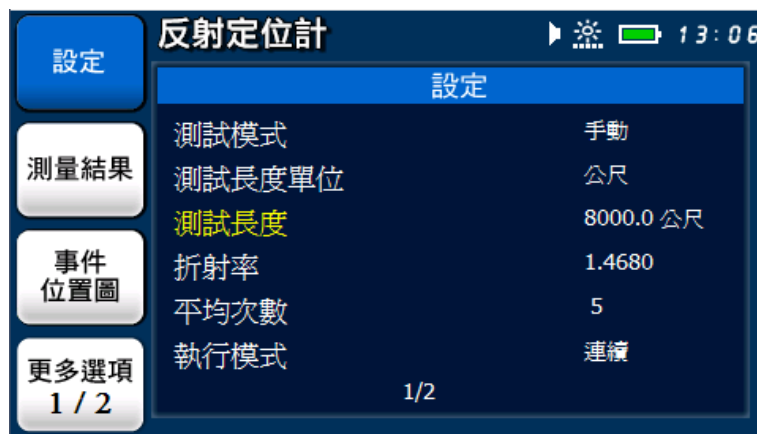 反射定位計 13:06
設定
設定
測試模式 手動
測試長度單位 公尺
測試長度 8000.0 公尺
折射率 1.4680
平均次數 5
執行模式 連續
1/2
測量結果
事件
位置圖
更多選項
1 / 2